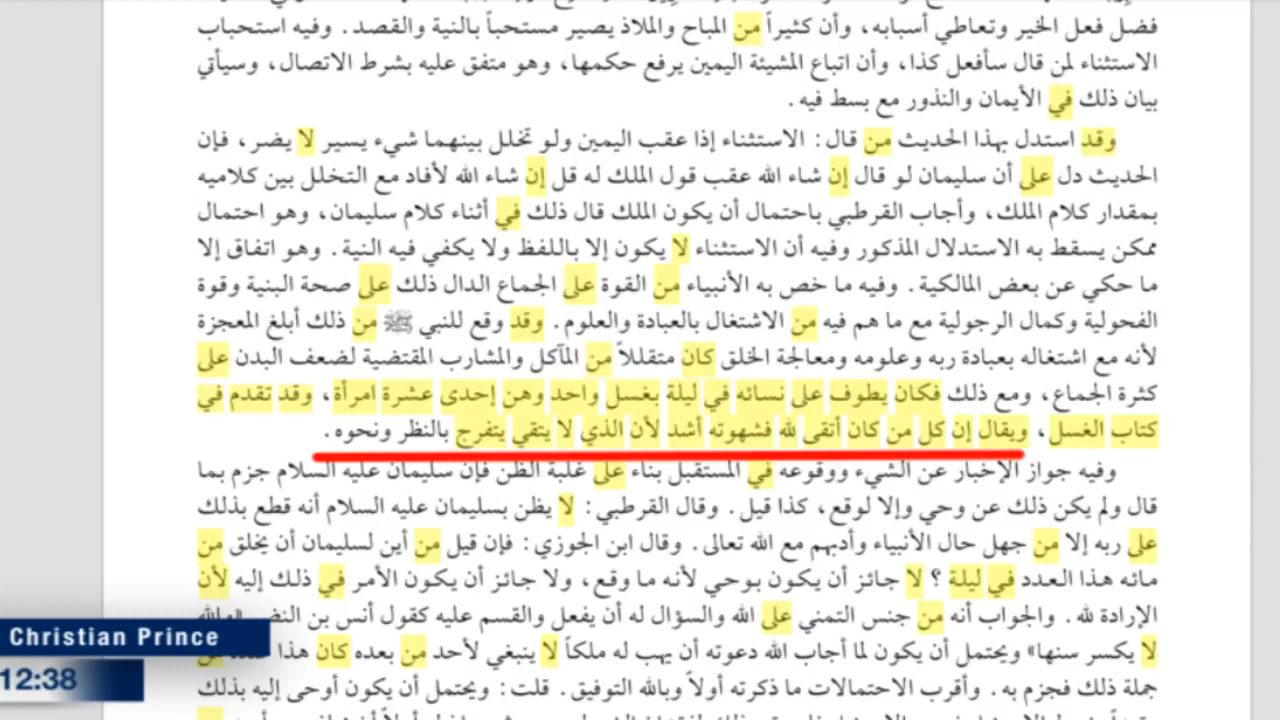 فضل فعل الخير وتعاطي أسبابه، وأن كثيراً من المباح والملاذ يصير مستحباً بالنية والقصد. وفيه استحباب
الاستثناء لمن قال سأفعل كذا، وأن اتباع المشيئة اليمين يرفع حكمها، وهو متفق عليه بشرط الاتصال، وسيأتي
بيان ذلك في الأيمان والنذور مع بسط فيه.
وقد استدل بهذا الحديث من قال: الاستثناء إذا عقب اليمين ولو تخلل بينهما شيء يسير لا يضر، فإن
الحديث دل على أن سليمان لو قال إن شاء الله عقب قول الملك له قل إن شاء الله لأفاد مع التخلل بين كلاميه
بمقدار كلام الملك، وأجاب القرطبي باحتمال أن يكون الملك قال ذلك في أثناء كلام سليمان، وهو احتمال
ممكن يسقط به الاستدلال المذكور وفيه أن الاستثناء لا يكون إلا باللفظ ولا يكفي فيه النية. وهو اتفاق إلا
ما حكي عن بعض المالكية. وفيه ما خص به الأنبياء من القوة على الجماع الدال ذلك على صحة البنية وقوة
الفحولية وكمال الرجولية مع ما هم فيه من الاشتغال بالعبادة والعلوم. وقد وقع للنبي ﷺ من ذلك أبلغ المعجزة
لأنه مع اشتغاله بعبادة ربه وعلومه ومعالجة الخلق كان متقللاً من المآكل والمشارب المقتضية لضعف البدن على
كثرة الجماع، ومع ذلك فكان يطوف على نسائه في ليلة بغسل واحد وهن إحدى عشرة امرأة، وقد تقدم في
كتاب الغسل، ويقال إن كل من كان أتقى لله فشهوته أشد لأن الذي لا يتقي يتفرج بالنظر ونحوه.
وفيه جواز الإخبار عن الشيء ووقوعه في المستقبل بناء على غلبة الظن فإن سليمان عليه السلام جزم بما
قال ولم يكن ذلك عن وحي وإلا لوقع، كذا قيل. وقال القرطبي: لا يظن بسليمان عليه السلام أنه قطع بذلك
على ربه إلا من جهل حال الأنبياء وأدبهم مع الله تعالى. وقال ابن الجوزي: فإن قيل من أين لسليمان أن يخلق من
مائه هذا العدد في ليلة؟ لا جائز أن يكون بوحي لأنه ما وقع، ولا جائز أن يكون الأمر في ذلك إليه لأن
الإرادة لله. والجواب أنه من جنس التمني على الله والسؤال له أن يفعل والقسم عليه كقول أنس بن النضر «والله
لا يكسر سنها» ويحتمل أن يكون لما أجاب الله دعوته أن يهب له ملكاً لا ينبغي لأحد من بعده كان هذا
جملة ذلك فجزم به. وأقرب الاحتمالات ما ذكرته أولاً وبالله التوفيق. قلت: ويحتمل أن يكون أوحى إليه بذلك
Christian Prince
12:38